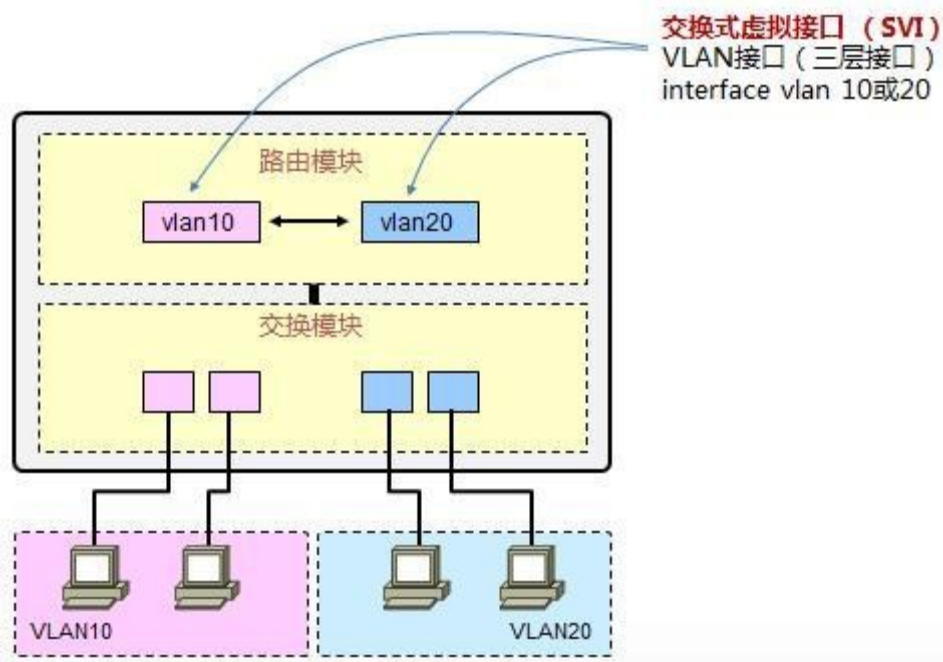 交换式虚拟接口 （SVI）
VLAN接口（三层接口）
interface vlan 10或20
路由模块
vlan10
vlan20
交换模块
VLAN10
VLAN20